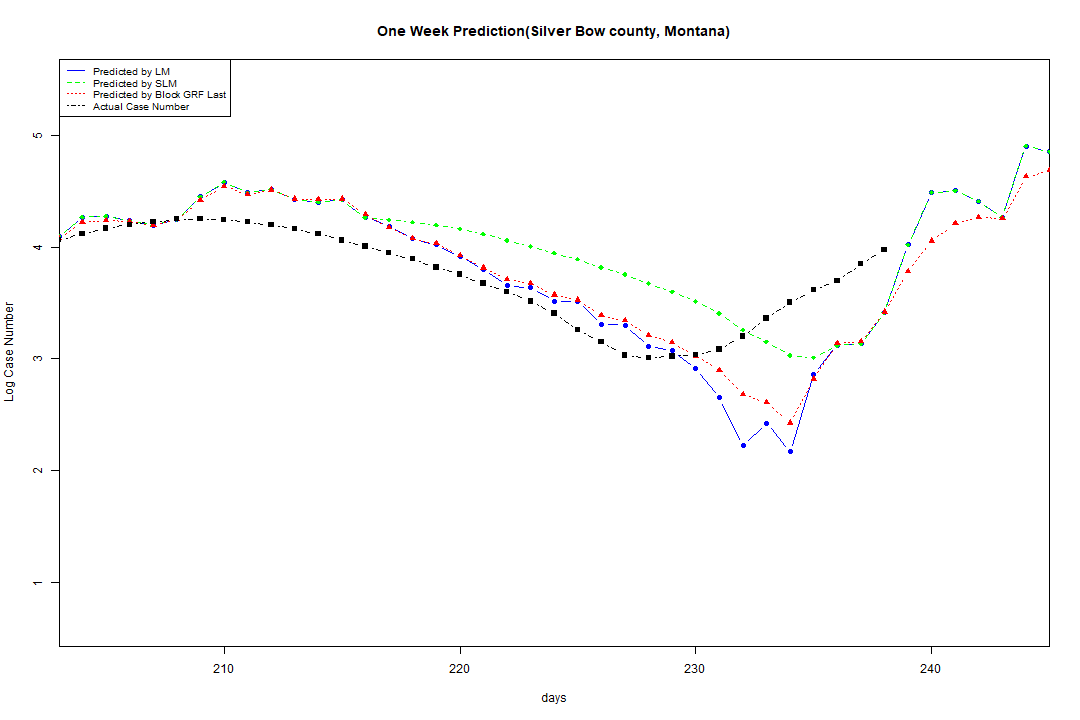 One Week Prediction(Silver Bow county, Montana)
Predicted by LM
Predicted by SLM
Predicted by Block GRF Last
Actual Case Number
5
4
3
2
1
Log Case Number
210 220 230 240
days